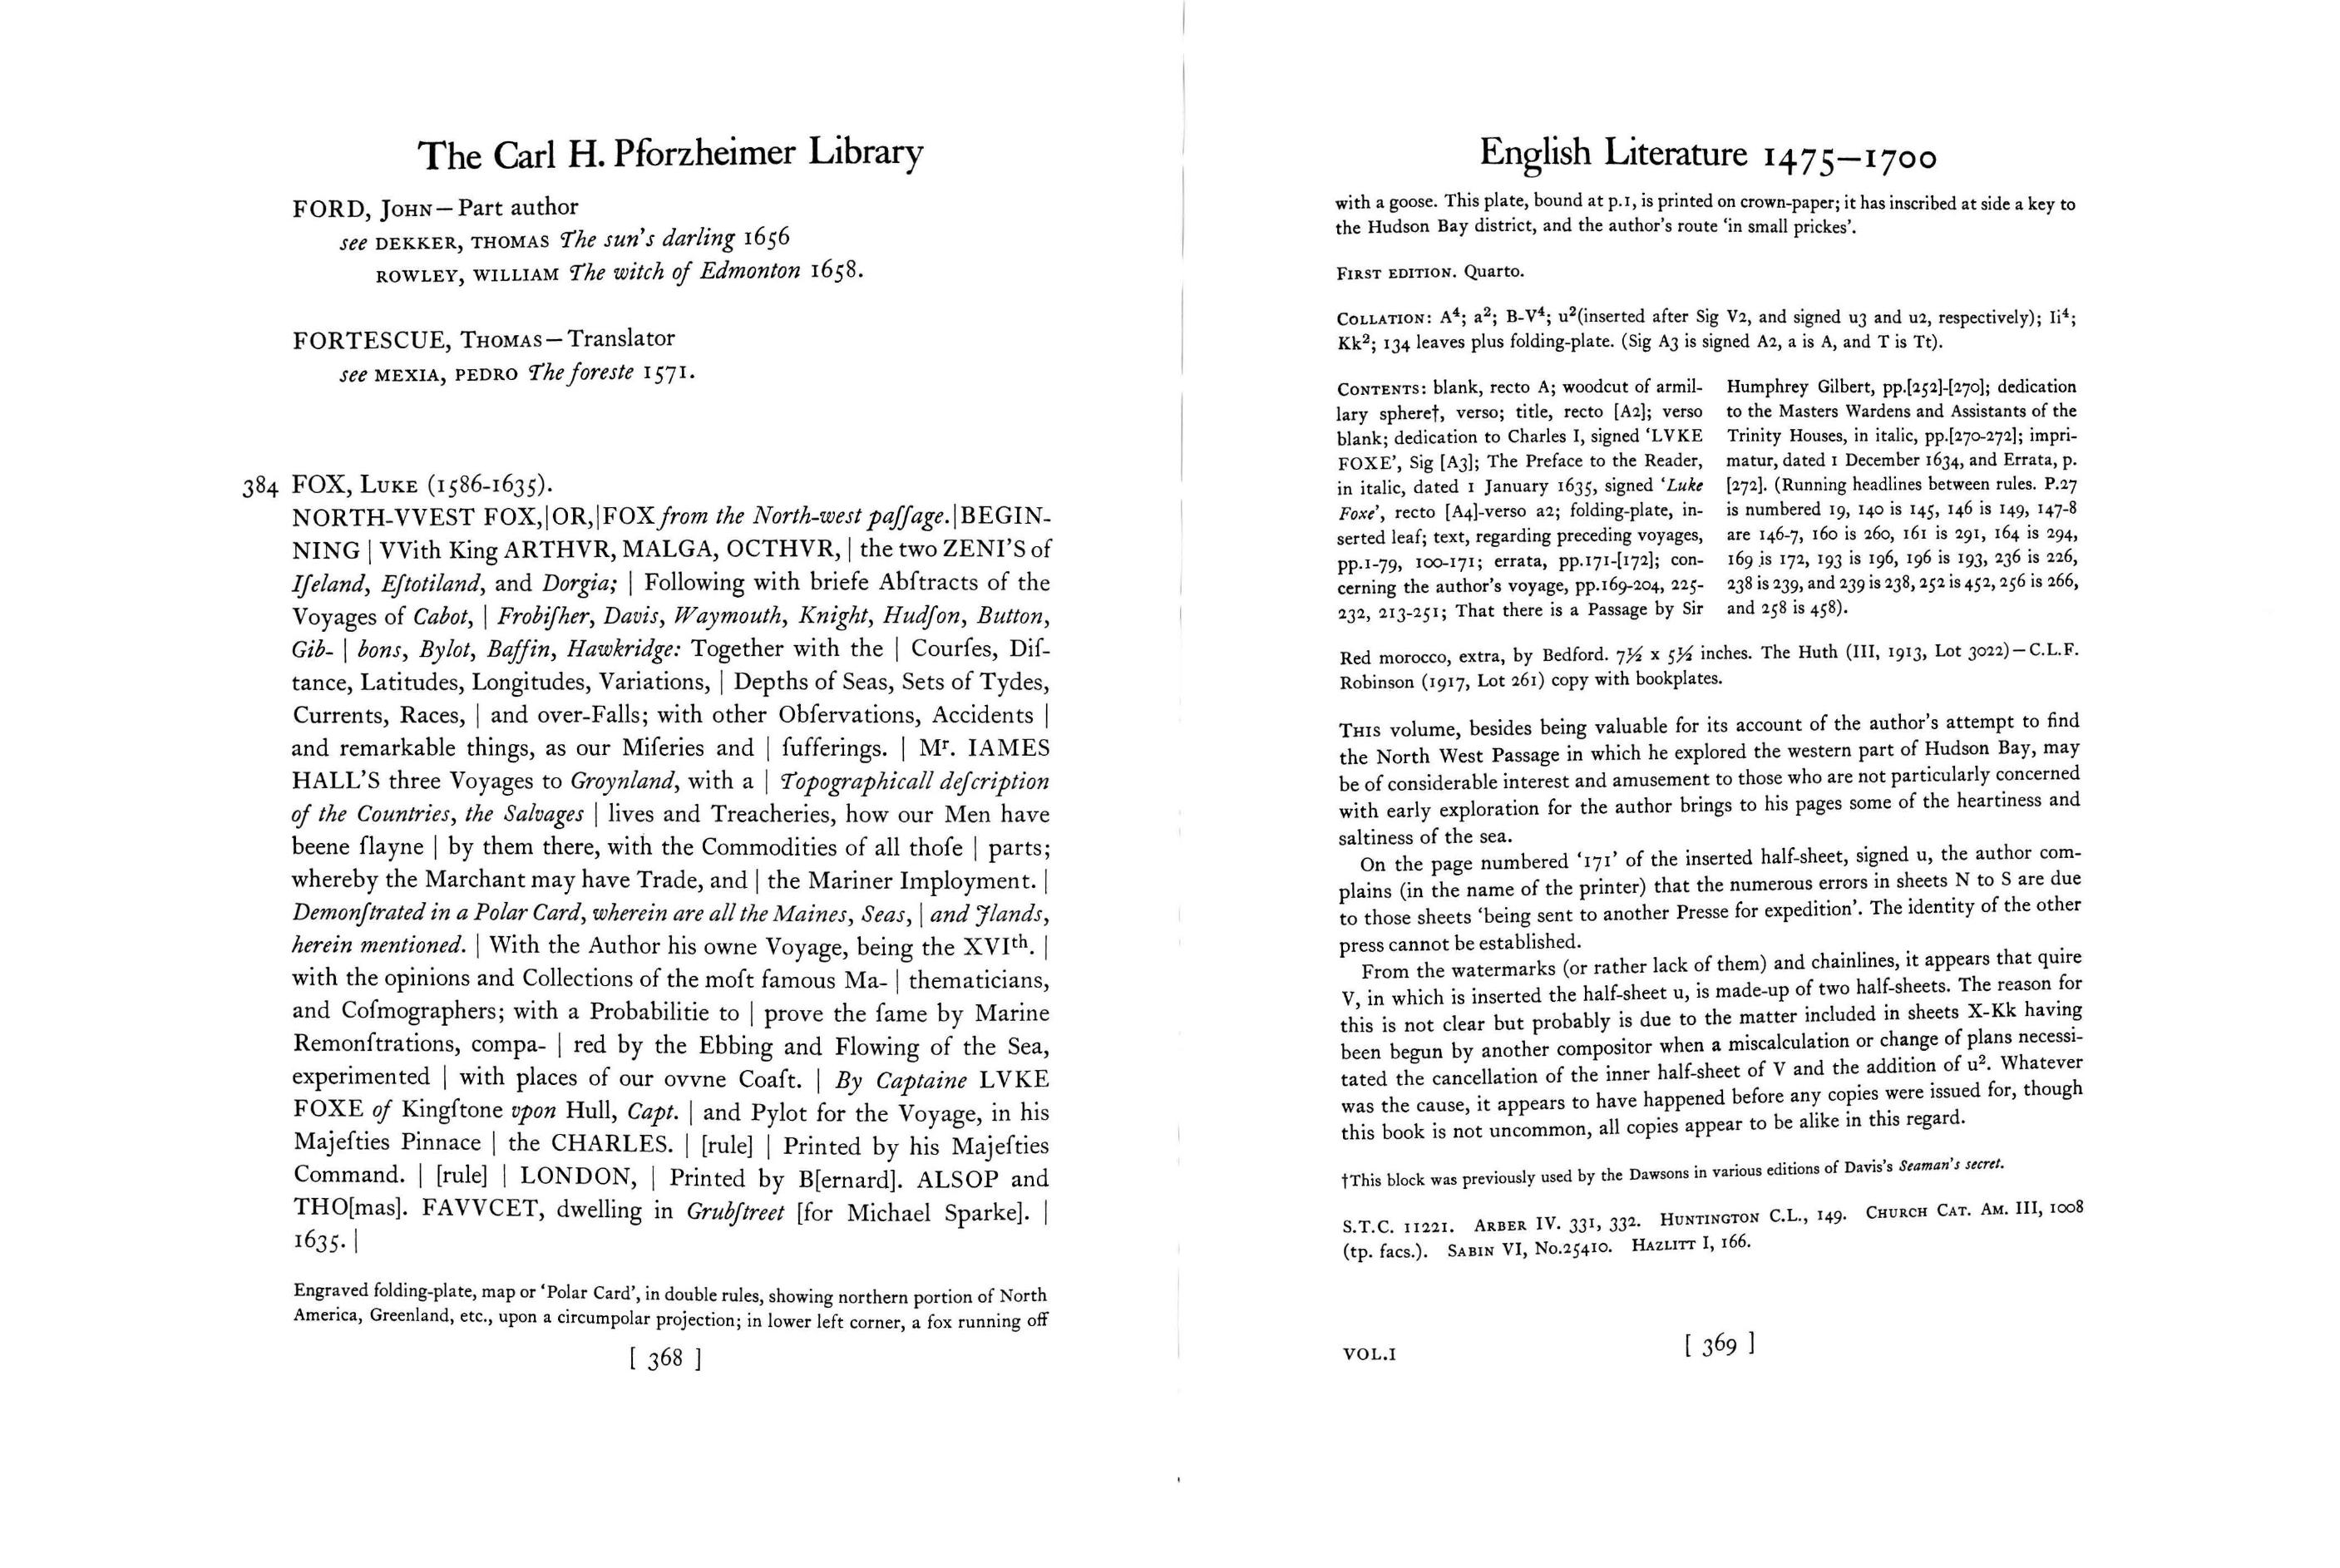 The Carl H. Pforzheimer Library
FORD, JOHN—Part author
see DEKKER, THOMAS The sun's darling 1656
ROWLEY, WILLIAM The witch of Edmonton 1658.
FORTESCUE, THOMAS—Translator
see MEXIA, PEDRO The foreste 1571.
384 FOX, LUKE (1586-1635).
NORTH-VVEST FOX,|OR,|FOX from the North-west paſſage.|BEGIN-
NING | VVith King ARTHVR, MALGA, OCTHVR, | the two ZENI'S of
Iſeland, Eſtotiland, and Dorgia; | Following with briefe Abſtracts of the
Voyages of Cabot, | Frobiſher, Davis, Waymouth, Knight, Hudſon, Button,
Gib- | bons, Bylot, Baffin, Hawkridge: Together with the | Courſes, Diſ-
tance, Latitudes, Longitudes, Variations, | Depths of Seas, Sets of Tydes,
Currents, Races, | and over-Falls; with other Obſervations, Accidents |
and remarkable things, as our Miſeries and | ſufferings. | Mr. IAMES
HALL'S three Voyages to Groynland, with a | Topographicall deſcription
of the Countries, the Salvages | lives and Treacheries, how our Men have
beene ſlayne | by them there, with the Commodities of all thoſe | parts;
whereby the Marchant may have Trade, and | the Mariner Imployment. |
Demonſtrated in a Polar Card, wherein are all the Maines, Seas, | and Ilands,
herein mentioned. | With the Author his owne Voyage, being the XVIth. |
with the opinions and Collections of the moſt famous Ma- | thematicians,
and Coſmographers; with a Probabilitie to | prove the ſame by Marine
Remonſtrations, compa- | red by the Ebbing and Flowing of the Sea,
experimented | with places of our ovvne Coaſt. | By Captaine LVKE
FOXE of Kingſtone vpon Hull, Capt. | and Pylot for the Voyage, in his
Majeſties Pinnace | the CHARLES. | [rule] | Printed by his Majeſties
Command. | [rule] | LONDON, | Printed by B[ernard]. ALSOP and
THO[mas]. FAVVCET, dwelling in Grubſtreet [for Michael Sparke]. |
1635. |
Engraved folding-plate, map or 'Polar Card', in double rules, showing northern portion of North
America, Greenland, etc., upon a circumpolar projection; in lower left corner, a fox running off
[ 368 ]
English Literature 1475—1700
with a goose. This plate, bound at p.1, is printed on crown-paper; it has inscribed at side a key to
the Hudson Bay district, and the author's route 'in small prickes'.
FIRST EDITION. Quarto.
COLLATION: A⁴; a²; B-V⁴; u²(inserted after Sig V2, and signed u3 and u2, respectively); Ii⁴;
Kk²; 134 leaves plus folding-plate. (Sig A3 is signed A2, a is A, and T is Tt).
CONTENTS: blank, recto A; woodcut of armil-
lary sphere†, verso; title, recto [A2]; verso
blank; dedication to Charles I, signed 'LVKE
FOXE', Sig [A3]; The Preface to the Reader,
in italic, dated 1 January 1635, signed 'Luke
Foxe', recto [A4]-verso a2; folding-plate, in-
serted leaf; text, regarding preceding voyages,
pp.1-79, 100-171; errata, pp.171-[172]; con-
cerning the author's voyage, pp.169-204, 225-
232, 213-251; That there is a Passage by Sir
Humphrey Gilbert, pp.[252]-[270]; dedication
to the Masters Wardens and Assistants of the
Trinity Houses, in italic, pp.[270-272]; impri-
matur, dated 1 December 1634, and Errata, p.
[272]. (Running headlines between rules. P.27
is numbered 19, 140 is 145, 146 is 149, 147-8
are 146-7, 160 is 260, 161 is 291, 164 is 294,
169 is 172, 193 is 196, 196 is 193, 236 is 226,
238 is 239, and 239 is 238, 252 is 452, 256 is 266,
and 258 is 458).
Red morocco, extra, by Bedford. 7½ x 5½ inches. The Huth (III, 1913, Lot 3022)—C.L.F.
Robinson (1917, Lot 261) copy with bookplates.
THIS volume, besides being valuable for its account of the author's attempt to find
the North West Passage in which he explored the western part of Hudson Bay, may
be of considerable interest and amusement to those who are not particularly concerned
with early exploration for the author brings to his pages some of the heartiness and
saltiness of the sea.
On the page numbered '171' of the inserted half-sheet, signed u, the author com-
plains (in the name of the printer) that the numerous errors in sheets N to S are due
to those sheets 'being sent to another Presse for expedition'. The identity of the other
press cannot be established.
From the watermarks (or rather lack of them) and chainlines, it appears that quire
V, in which is inserted the half-sheet u, is made-up of two half-sheets. The reason for
this is not clear but probably is due to the matter included in sheets X-Kk having
been begun by another compositor when a miscalculation or change of plans necessi-
tated the cancellation of the inner half-sheet of V and the addition of u². Whatever
was the cause, it appears to have happened before any copies were issued for, though
this book is not uncommon, all copies appear to be alike in this regard.
†This block was previously used by the Dawsons in various editions of Davis's Seaman's secret.
S.T.C. 11221. ARBER IV. 331, 332. HUNTINGTON C.L., 149. CHURCH CAT. AM. III, 1008
(tp. facs.). SABIN VI, No.25410. HAZLITT I, 166.
VOL.I
[ 369 ]